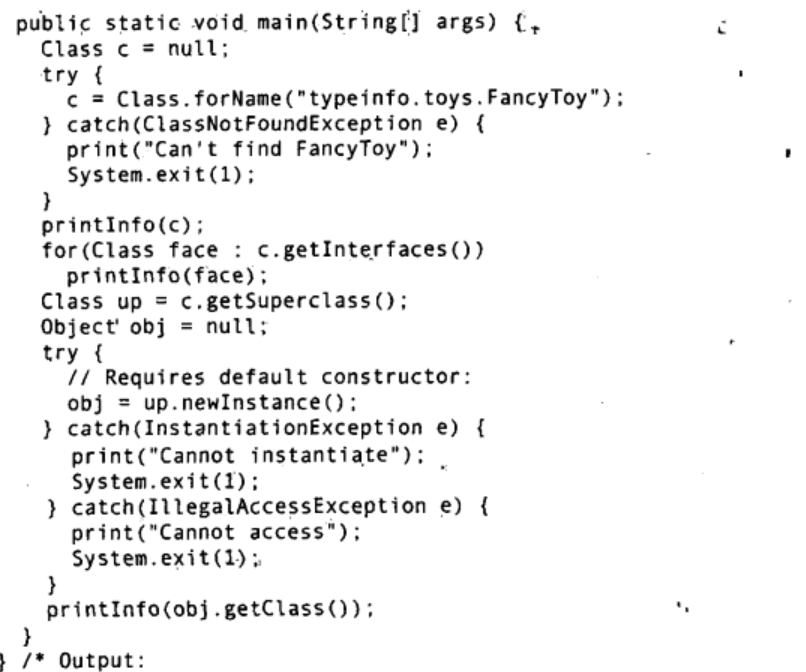 public static void main(String[] args) {
Class c = null;
try {
c = Class.forName("typeinfo.toys.FancyToy");
} catch(ClassNotFoundException e) {
print("Can't find FancyToy");
System.exit(1);
}
printInfo(c);
for(Class face : c.getInterfaces())
printInfo(face);
Class up = c.getSuperclass();
Object obj = null;
try {
// Requires default constructor:
obj = up.newInstance();
} catch(InstantiationException e) {
print("Cannot instantiate");
System.exit(1);
} catch(IllegalAccessException e) {
print("Cannot access");
System.exit(1);
}
printInfo(obj.getClass());
}
} /* Output: